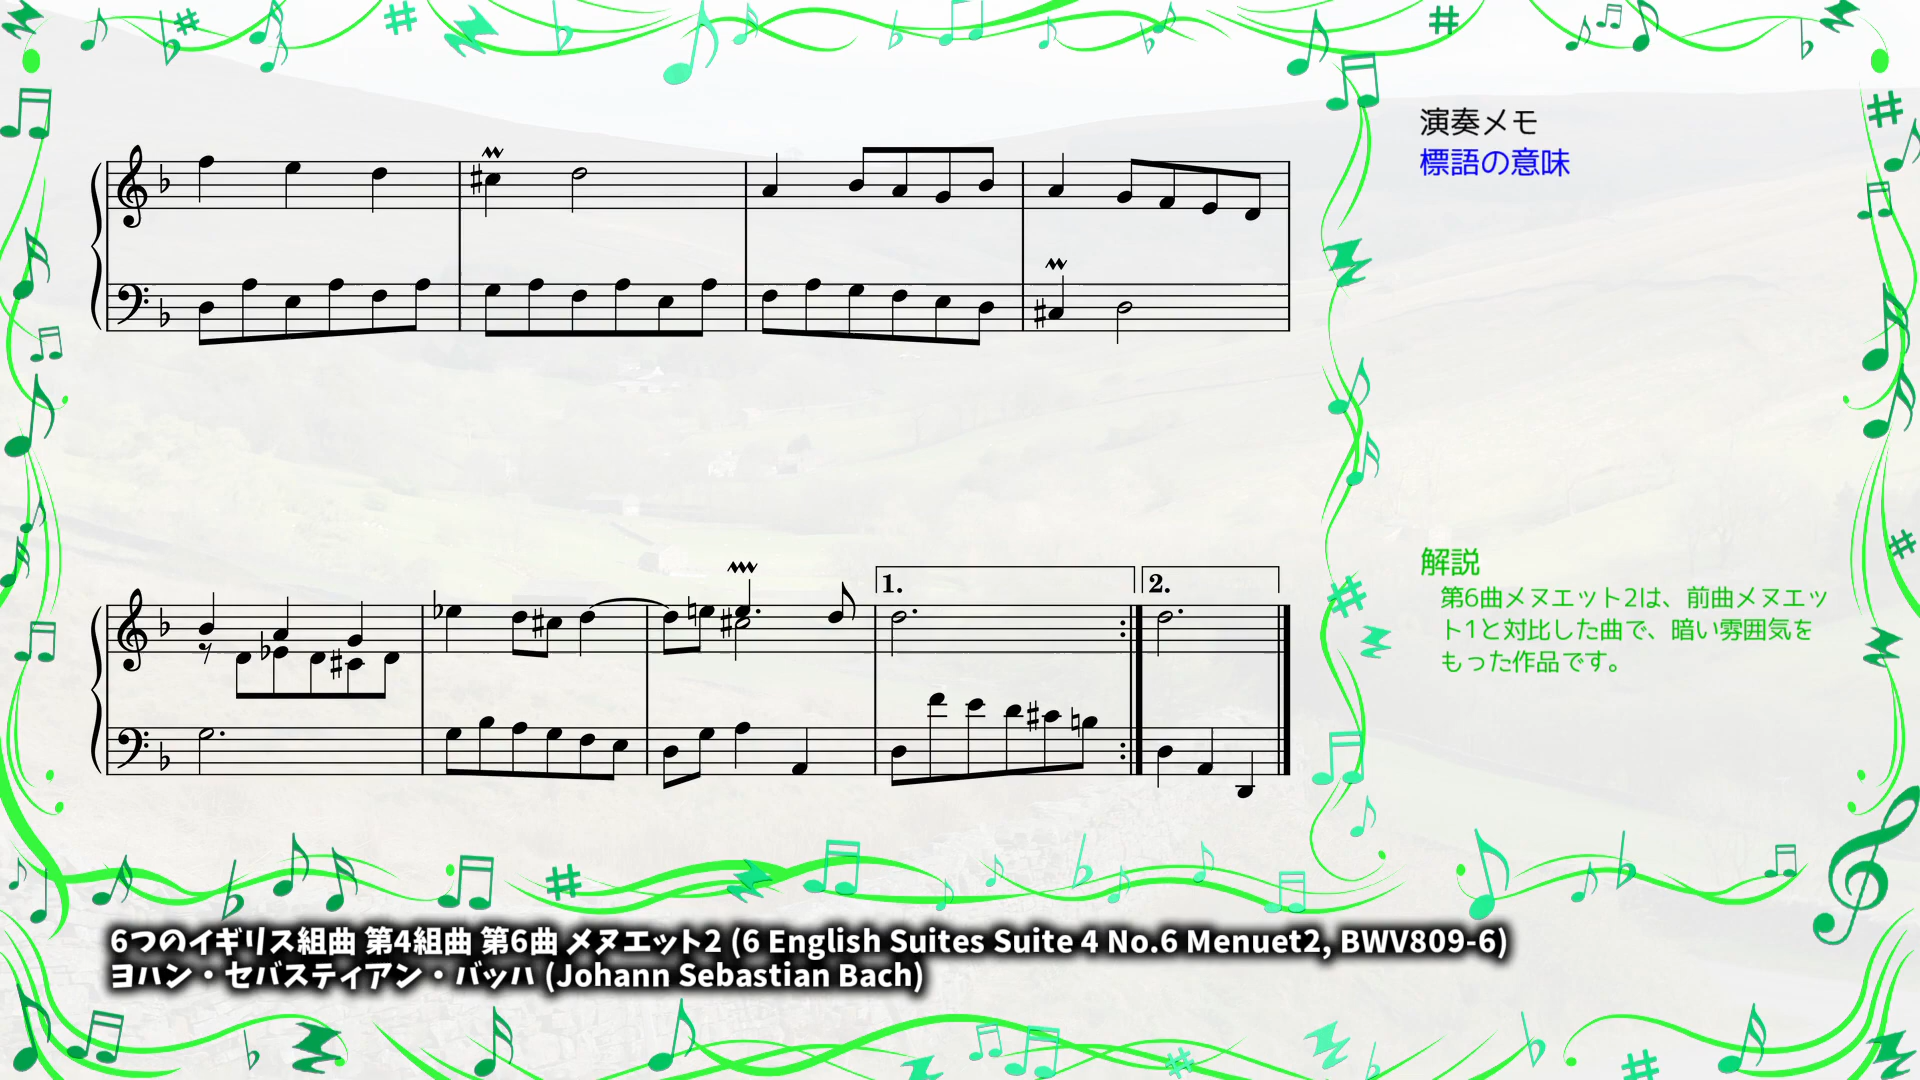 演奏メモ
標語の意味
1.
2.
解説
第6曲メヌエット2は、前曲メヌエッ
ト1と対比した曲で、暗い雰囲気を
もった作品です。
6つのイギリス組曲 第4組曲 第6曲 メヌエット2 (6 English Suites Suite 4 No.6 Menuet2, BWV809-6)
ヨハン・セバスティアン・バッハ (Johann Sebastian Bach)